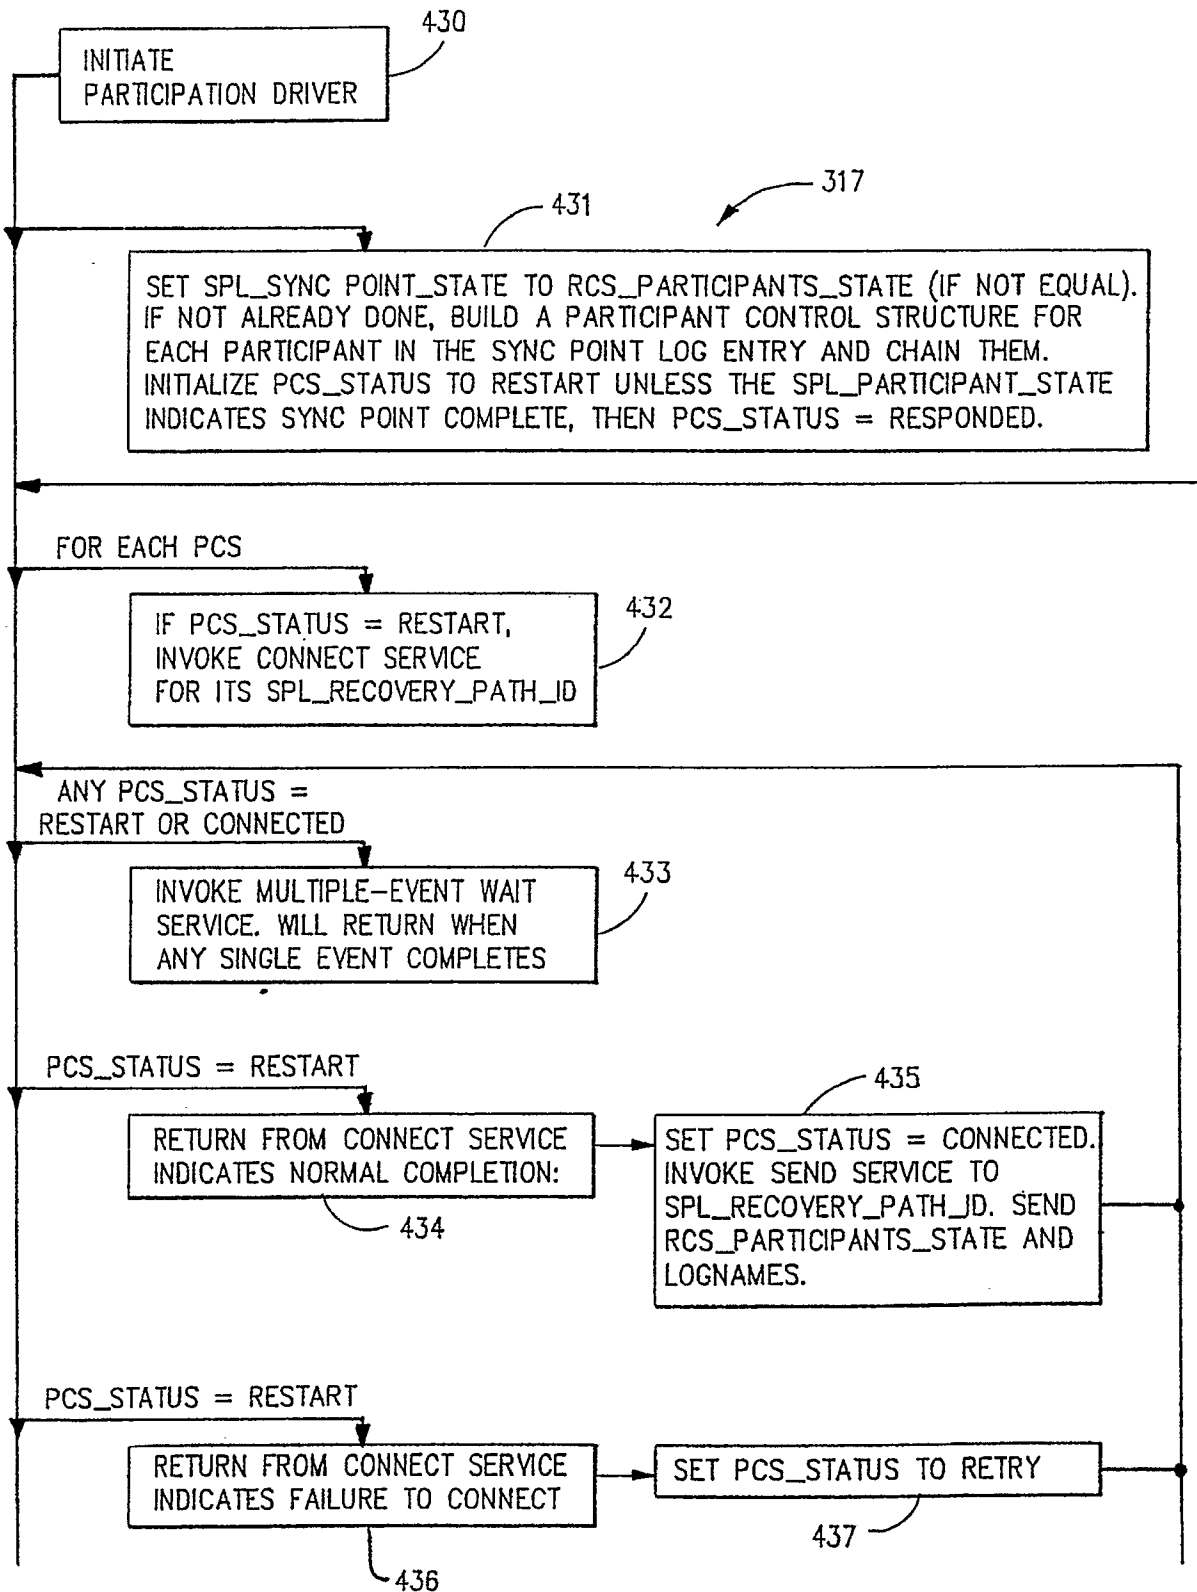 430
INITIATE
PARTICIPATION DRIVER
317
431
SET SPL_SYNC POINT_STATE TO RCS_PARTICIPANTS_STATE (IF NOT EQUAL).
IF NOT ALREADY DONE, BUILD A PARTICIPANT CONTROL STRUCTURE FOR
EACH PARTICIPANT IN THE SYNC POINT LOG ENTRY AND CHAIN THEM.
INITIALIZE PCS_STATUS TO RESTART UNLESS THE SPL_PARTICIPANT_STATE
INDICATES SYNC POINT COMPLETE, THEN PCS_STATUS = RESPONDED.
FOR EACH PCS
432
IF PCS_STATUS = RESTART,
INVOKE CONNECT SERVICE
FOR ITS SPL_RECOVERY_PATH_ID
ANY PCS_STATUS =
RESTART OR CONNECTED
433
INVOKE MULTIPLE-EVENT WAIT
SERVICE. WILL RETURN WHEN
ANY SINGLE EVENT COMPLETES
PCS_STATUS = RESTART
RETURN FROM CONNECT SERVICE
INDICATES NORMAL COMPLETION:
434
435
SET PCS_STATUS = CONNECTED.
INVOKE SEND SERVICE TO
SPL_RECOVERY_PATH_ID. SEND
RCS_PARTICIPANTS_STATE AND
LOGNAMES.
PCS_STATUS = RESTART
RETURN FROM CONNECT SERVICE
INDICATES FAILURE TO CONNECT
436
SET PCS_STATUS TO RETRY
437